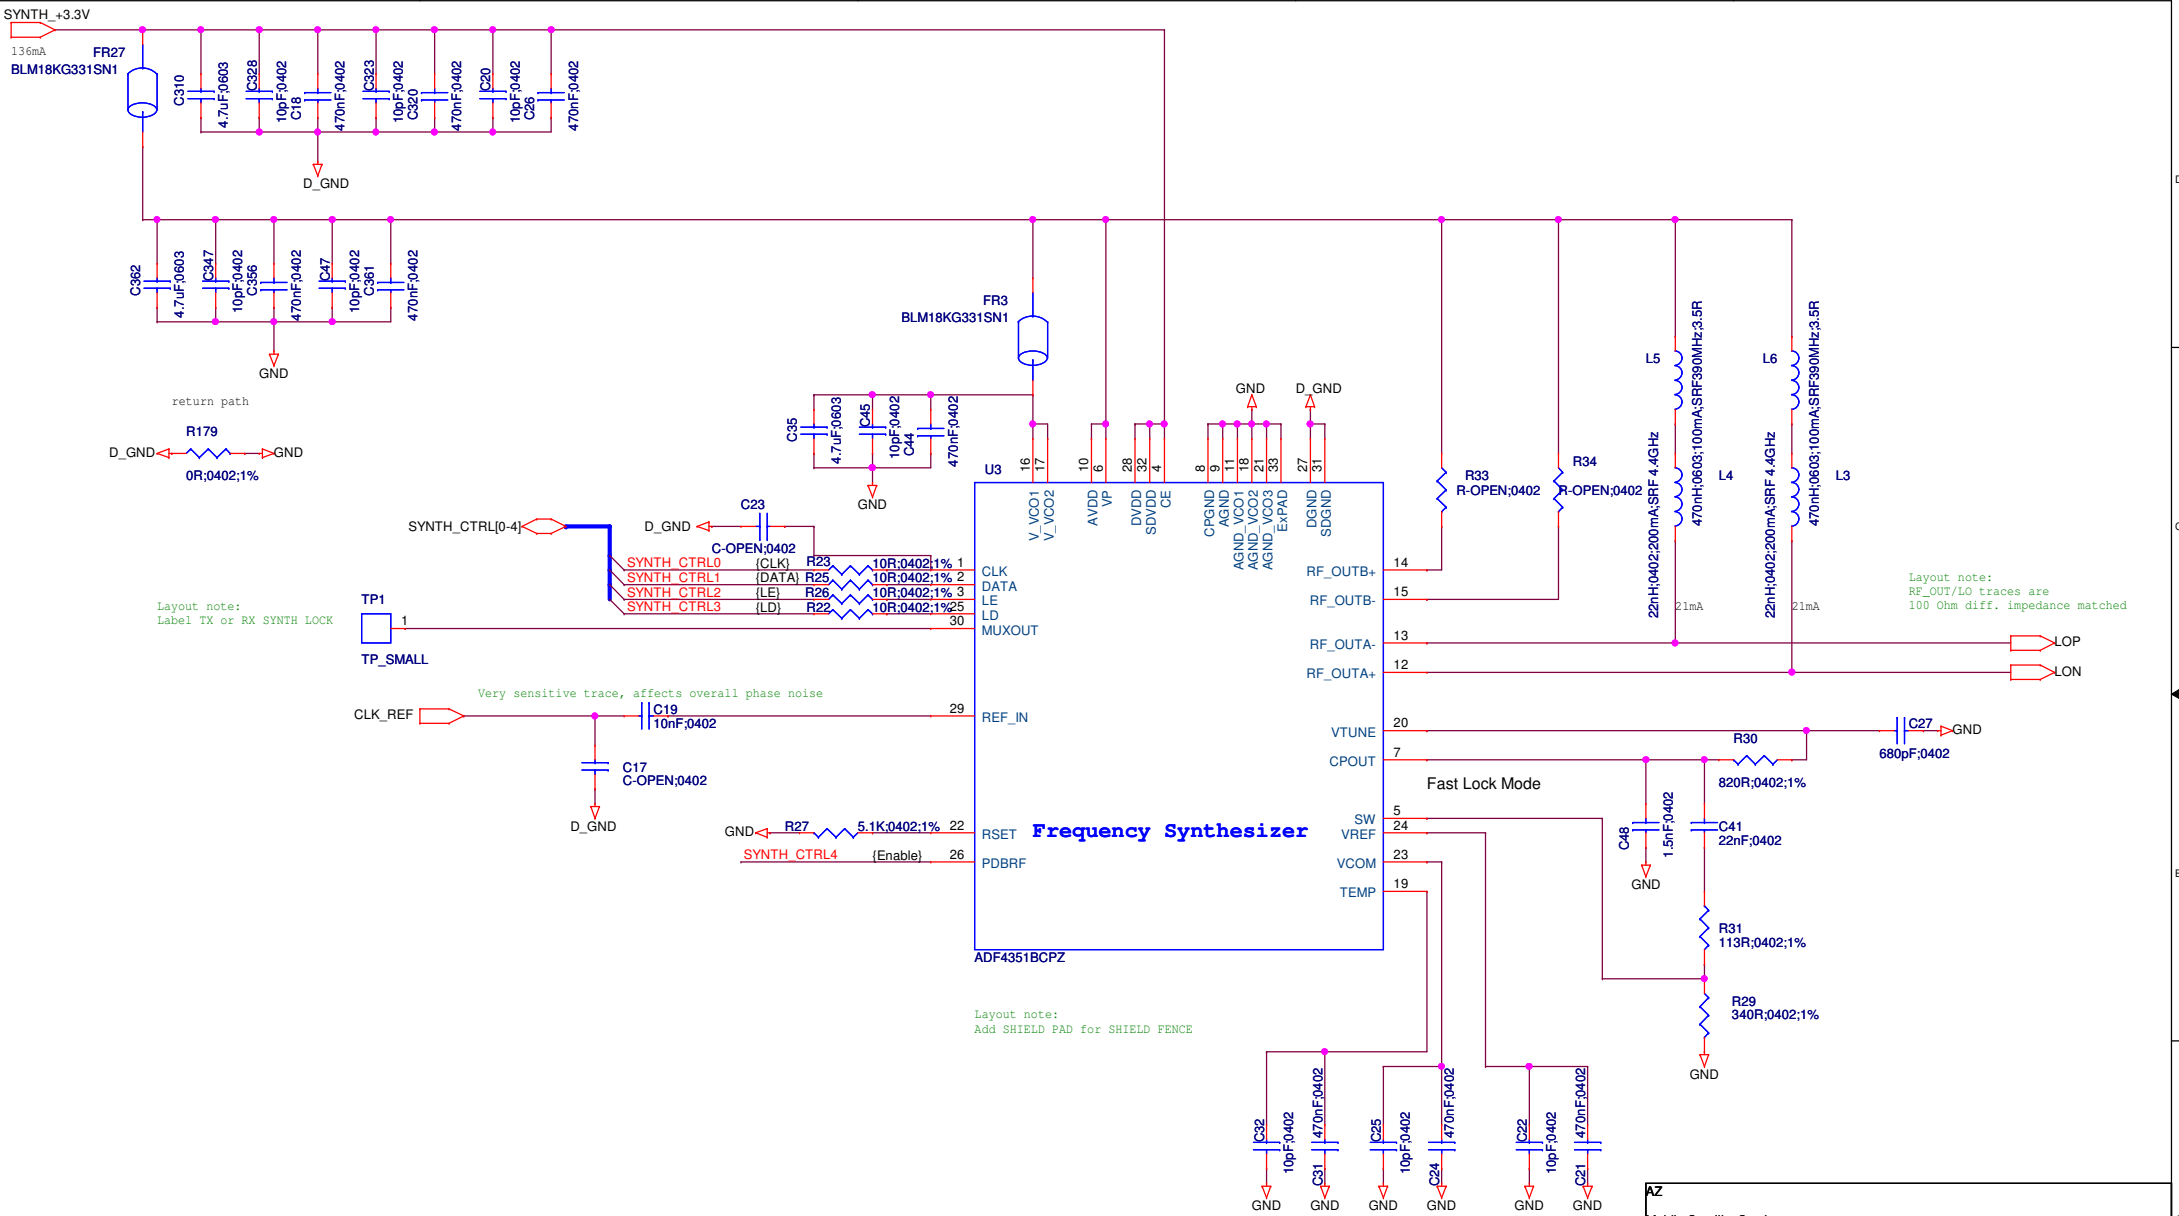 SYNTH_+3.3V
136mA
FR27
BLM18KG331SN1
C310
4.7uF;0603
C328
10pF;0402
C18
470nF;0402
C323
10pF;0402
C320
470nF;0402
C20
10pF;0402
C26
470nF;0402
D_GND
C362
4.7uF;0603
C347
10pF;0402
C356
470nF;0402
C47
10pF;0402
C361
470nF;0402
GND
return path
R179
D_GND
GND
0R;0402;1%
FR3
BLM18KG331SN1
C35
4.7uF;0603
C45
10pF;0402
C44
470nF;0402
GND
U3
16
17
10
6
28
32
4
8
9
11
18
21
33
27
31
GND
D_GND
V_VCO1
V_VCO2
AVDD
VP
DVDD
SDVDD
CE
CPGND
AGND
AGND_VCO1
AGND_VCO2
AGND_VCO3
ExPAD
DGND
SDGND
C23
D_GND
C-OPEN;0402
SYNTH_CTRL[0-4]
SYNTH_CTRL0 {CLK} R23 10R;0402;1% 1 CLK
SYNTH_CTRL1 {DATA} R25 10R;0402;1% 2 DATA
SYNTH_CTRL2 {LE} R26 10R;0402;1% 3 LE
SYNTH_CTRL3 {LD} R22 10R;0402;1% 25 LD
30 MUXOUT
Layout note:
Label TX or RX SYNTH LOCK
TP1
1
TP_SMALL
Very sensitive trace, affects overall phase noise
CLK_REF
C19
10nF;0402
29 REF_IN
C17
C-OPEN;0402
D_GND
GND R27 5.1K;0402;1% 22 RSET
SYNTH_CTRL4 {Enable} 26 PDBRF
Frequency Synthesizer
ADF4351BCPZ
Layout note:
Add SHIELD PAD for SHIELD FENCE
RF_OUTB+ 14
RF_OUTB- 15
RF_OUTA- 13
RF_OUTA+ 12
VTUNE 20
CPOUT 7
SW 5
VREF 24
VCOM 23
TEMP 19
R33
R-OPEN;0402
R34
R-OPEN;0402
L5
470nH;0603;100mA;SRF390MHz;3.5R
L4
22nH;0402;200mA;SRF 4.4GHz
21mA
L6
470nH;0603;100mA;SRF390MHz;3.5R
L3
22nH;0402;200mA;SRF 4.4GHz
21mA
Layout note:
RF_OUT/LO traces are
100 Ohm diff. impedance matched
LOP
LON
C27
GND
680pF;0402
R30
820R;0402;1%
Fast Lock Mode
C48
1.5nF;0402
GND
C41
22nF;0402
R31
113R;0402;1%
R29
340R;0402;1%
GND
C32
10pF;0402
C31
470nF;0402
C25
10pF;0402
C24
470nF;0402
C22
10pF;0402
C21
470nF;0402
GND
GND
GND
GND
GND
GND
AZ